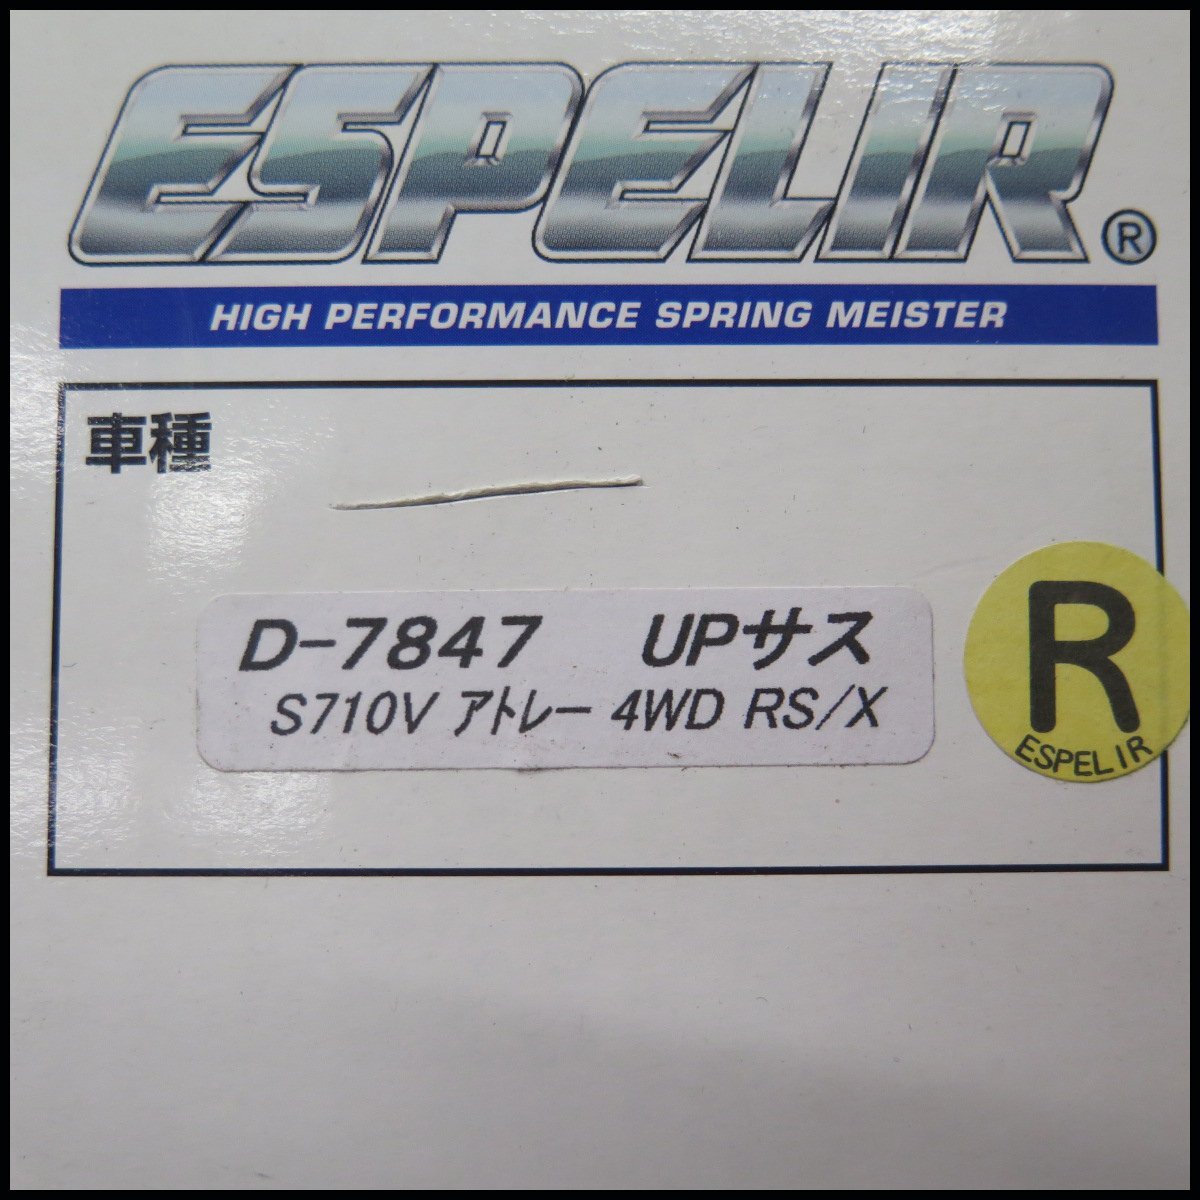 ESPELIR®
HIGH PERFORMANCE SPRING MEISTER
車種
D-7847 UPサス
S710V アトレー 4WD RS/X
R
ESPELIR